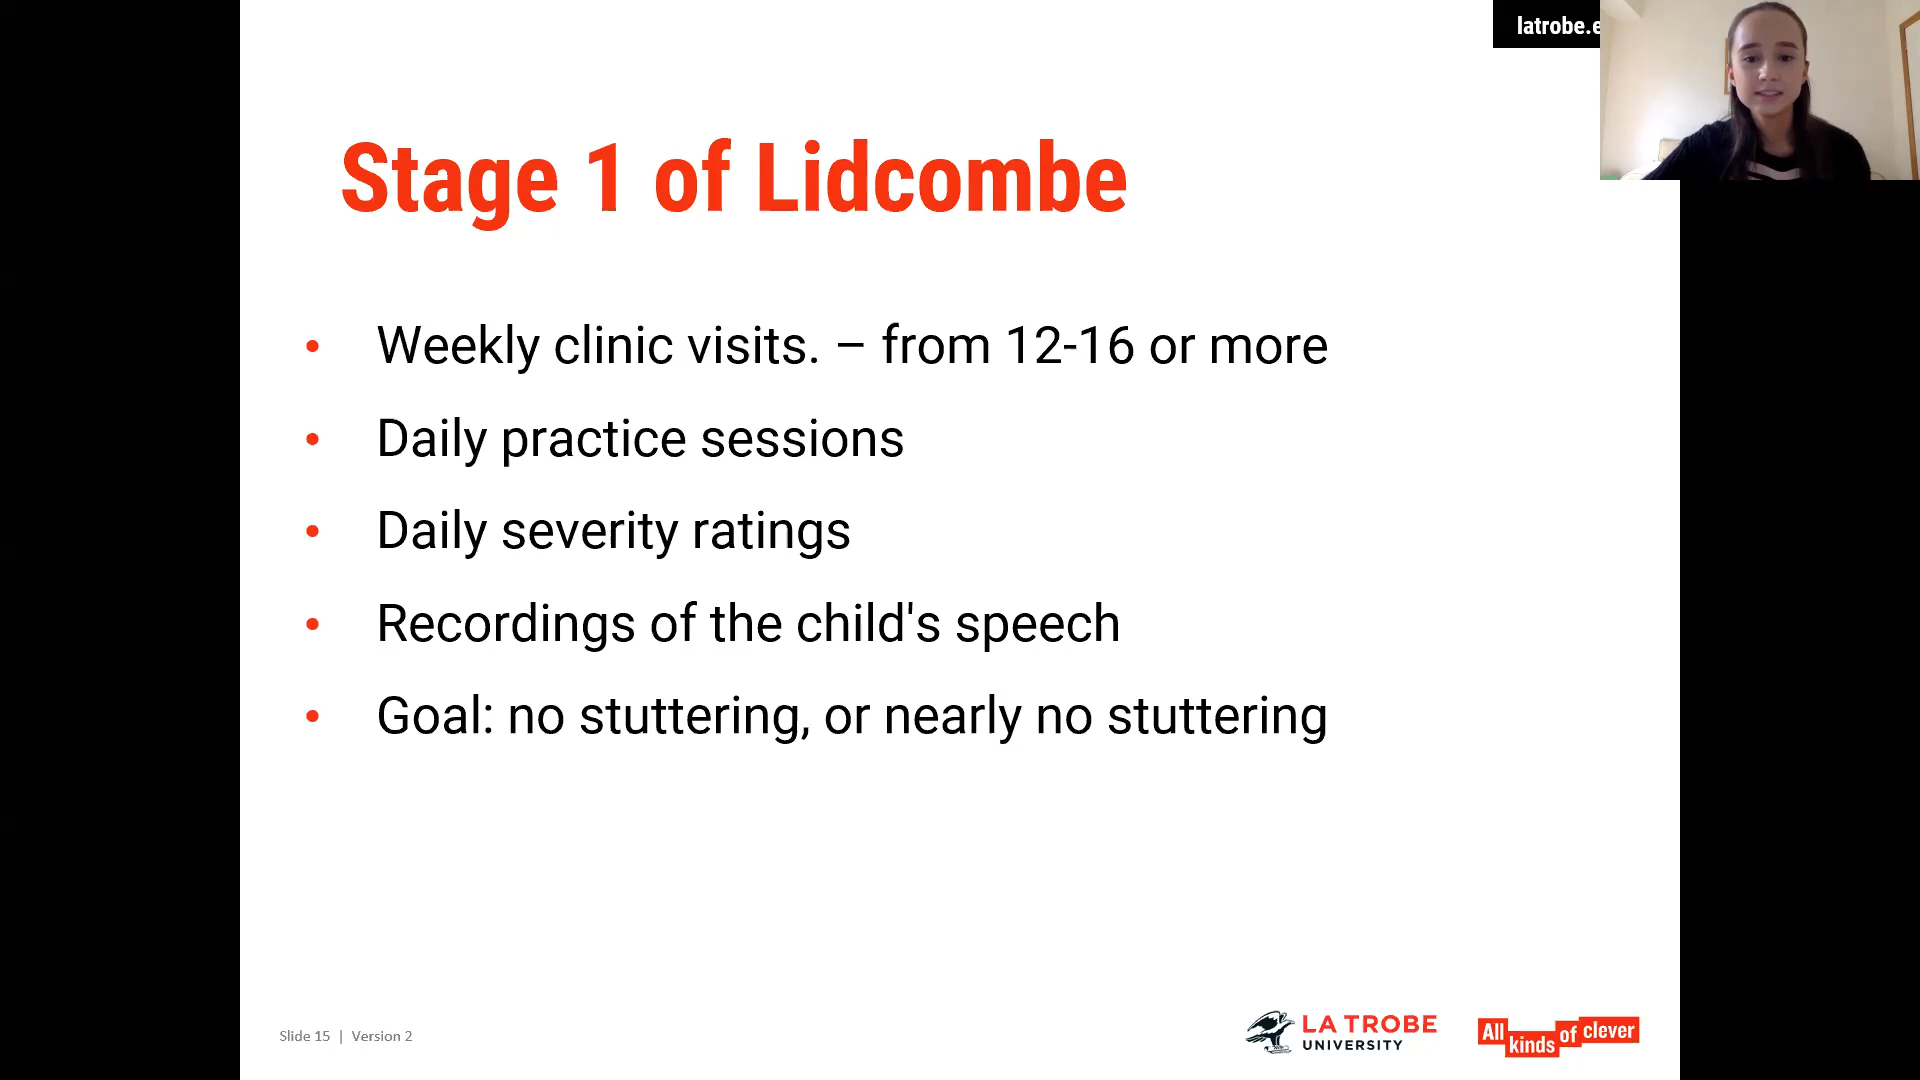 latrobe.e
Stage 1 of Lidcombe
• Weekly clinic visits. – from 12-16 or more
• Daily practice sessions
• Daily severity ratings
• Recordings of the child's speech
• Goal: no stuttering, or nearly no stuttering
Slide 15 | Version 2
LA TROBE
UNIVERSITY
All kinds of clever